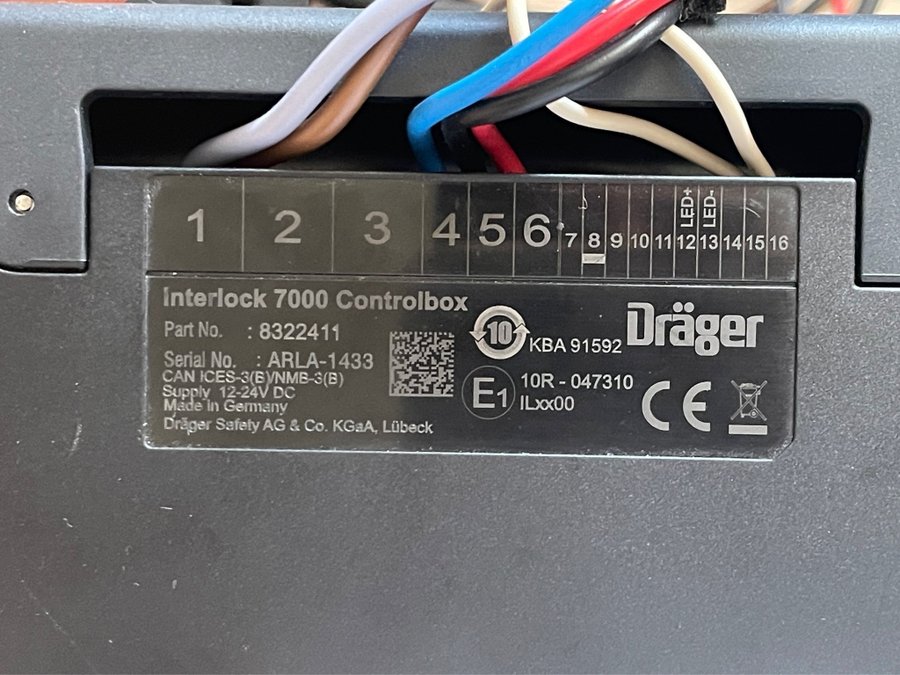 1 2 3 4 5 6 7 8 9 10 11 12 13 14 15 16
LED+ LED-
Interlock 7000 Controlbox
Part No. : 8322411
Serial No. : ARLA-1433
CAN ICES-3(B)/NMB-3(B)
Supply 12-24V DC
Made in Germany
Dräger Safety AG & Co. KGaA, Lübeck
10
KBA 91592
Dräger
E1
10R - 047310
ILxx00
CE